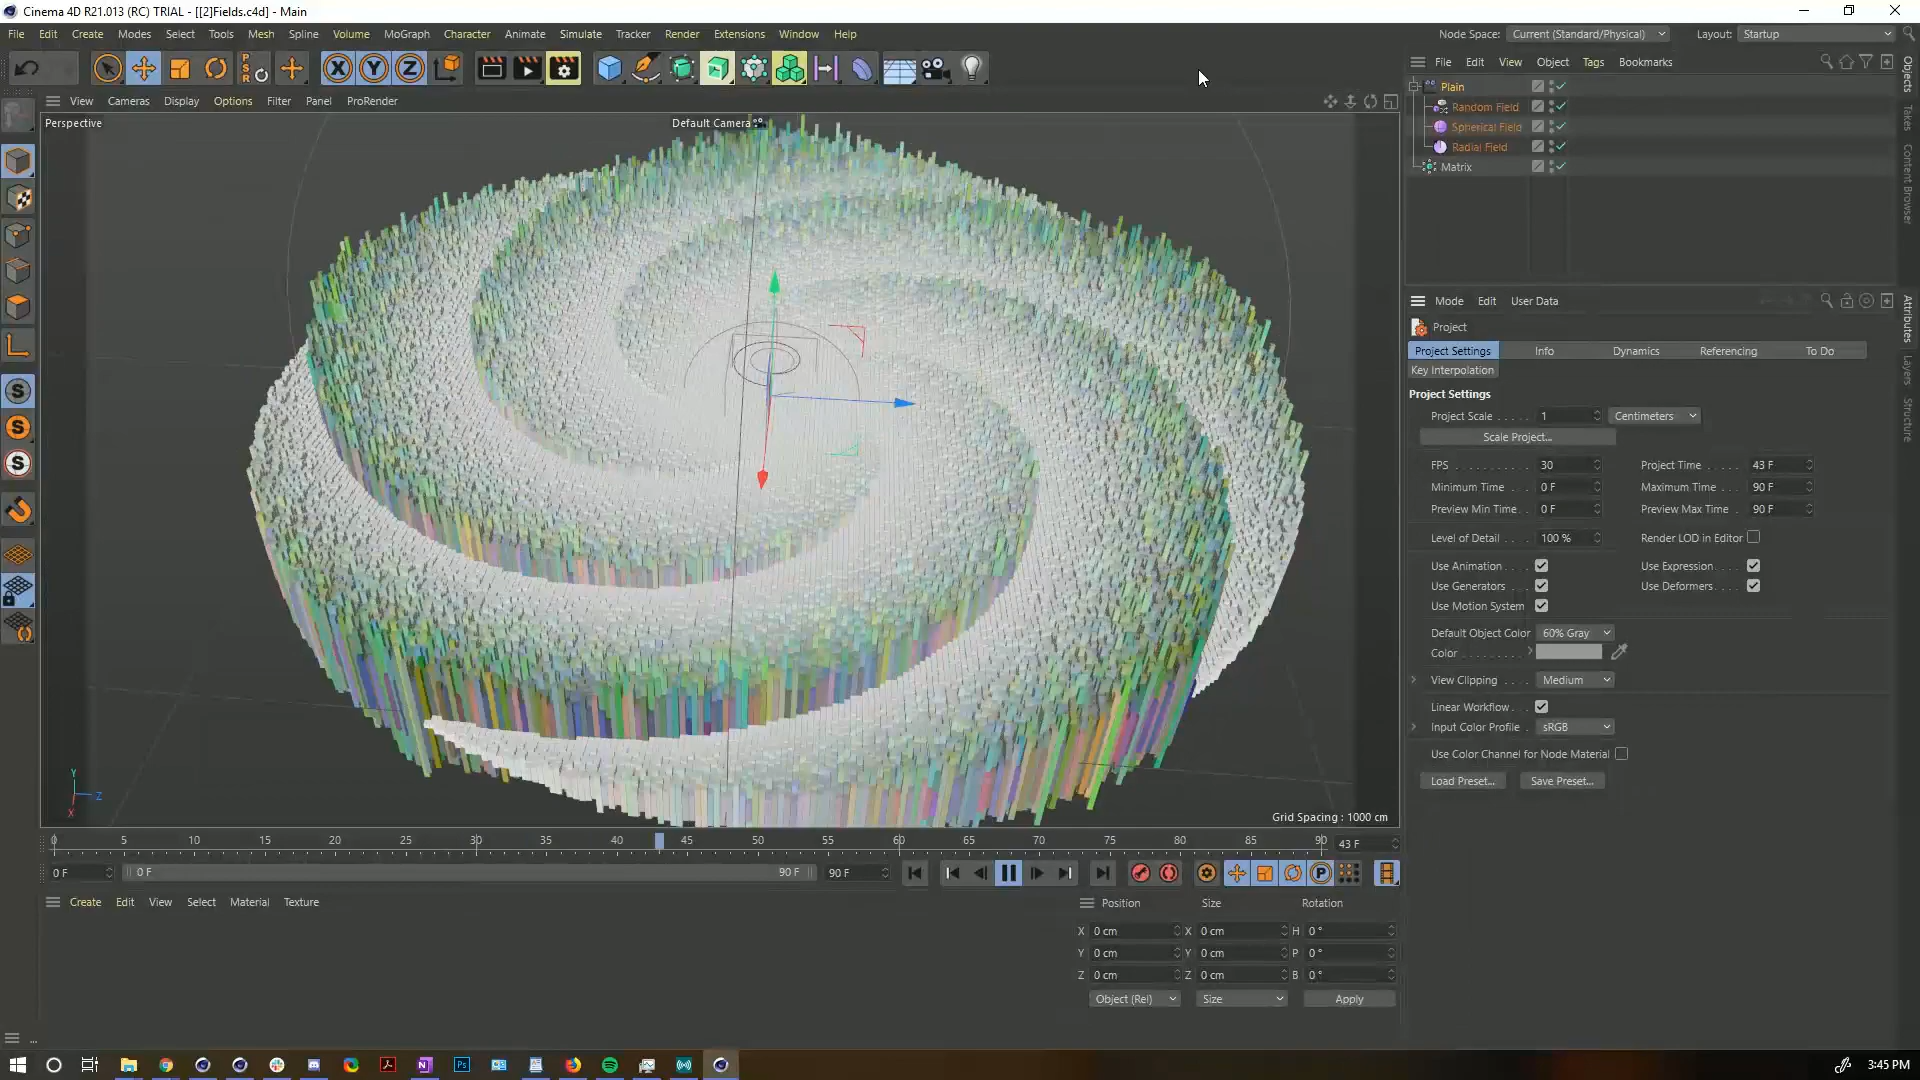 Cinema 4D R21.013 (RC) TRIAL - [[2]Fields.c4d] - Main
File Edit Create Modes Select Tools Mesh Spline Volume MoGraph Character Animate Simulate Tracker Render Extensions Window Help
Node Space: Current (Standard/Physical) Layout: Startup
X Y Z
P
S
R
File Edit View Object Tags Bookmarks
View Cameras Display Options Filter Panel ProRender
Perspective
Default Camera
Plain
Random Field
Spherical Field
Radial Field
Matrix
Objects
Takes
Content Browser
Attributes
Layers
Structure
Mode Edit User Data
Project
Project Settings Info Dynamics Referencing To Do
Key Interpolation
Project Settings
Project Scale . . . . . 1 Centimeters
Scale Project...
FPS . . . . . . . . . . . 30 Project Time . . . . 43 F
Minimum Time . . 0 F Maximum Time . . . 90 F
Preview Min Time. . 0 F Preview Max Time . 90 F
Level of Detail . . . . 100 % Render LOD in Editor
Use Animation . . . . Use Expression . . . .
Use Generators . . . Use Deformers. . . .
Use Motion System
Default Object Color 60% Gray
Color . . . . . . . . . .
View Clipping . . . . Medium
Linear Workflow . . .
Input Color Profile . . sRGB
Use Color Channel for Node Material
Load Preset... Save Preset...
S
S
S
Y
Z
X
Grid Spacing : 1000 cm
0 5 10 15 20 25 30 35 40 45 50 55 60 65 70 75 80 85 90 43 F
0 F 0 F 90 F 90 F
P
Create Edit View Select Material Texture
Position Size Rotation
X 0 cm X 0 cm H 0 °
Y 0 cm Y 0 cm P 0 °
Z 0 cm Z 0 cm B 0 °
Object (Rel) Size Apply
...
N
Ps
3:45 PM